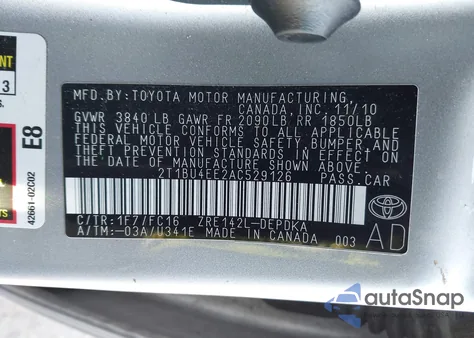 MFD. BY: TOYOTA MOTOR MANUFACTURING,
CANADA, INC. 11/10
GVWR 3840 LB GAWR FR 2090LB RR 1850LB
THIS VEHICLE CONFORMS TO ALL APPLICABLE
FEDERAL MOTOR VEHICLE SAFETY, BUMPER, AND
THEFT PREVENTION STANDARDS IN EFFECT ON
THE DATE OF MANUFACTURE SHOWN ABOVE.
2T1BU4EE2AC529126 PASS.CAR
C/TR: 1F7/FC16 ZRE142L-DEPDKA
A/TM: -03A/U341E MADE IN CANADA 003
AD
TOYOTA
3
E8
42661-02C02
autoSnap